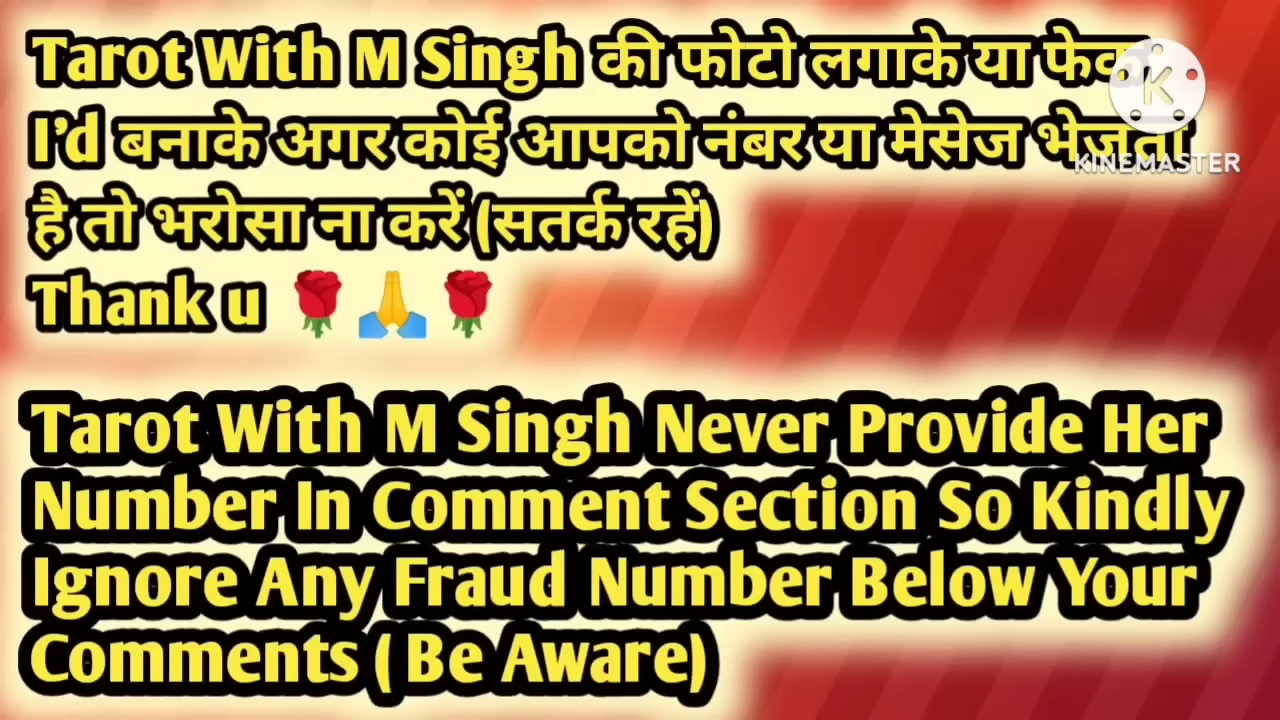 Tarot With M Singh की फोटो लगाके या फेक
I'd बनाके अगर कोई आपको नंबर या मेसेज भेजता
है तो भरोसा ना करें (सतर्क रहें)
Thank u 🌹🙏🌹
K
KINEMASTER
Tarot With M Singh Never Provide Her
Number In Comment Section So Kindly
Ignore Any Fraud Number Below Your
Comments ( Be Aware)